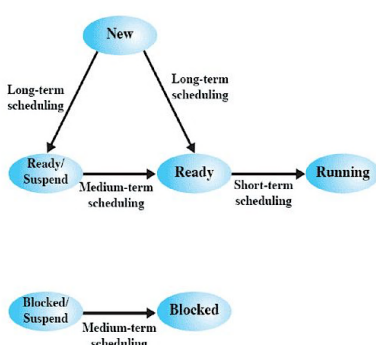 New
Long-term
scheduling
Long-term
scheduling
Ready/
Suspend
Medium-term
scheduling
Ready
Short-term
scheduling
Running
Blocked/
Suspend
Medium-term
scheduling
Blocked